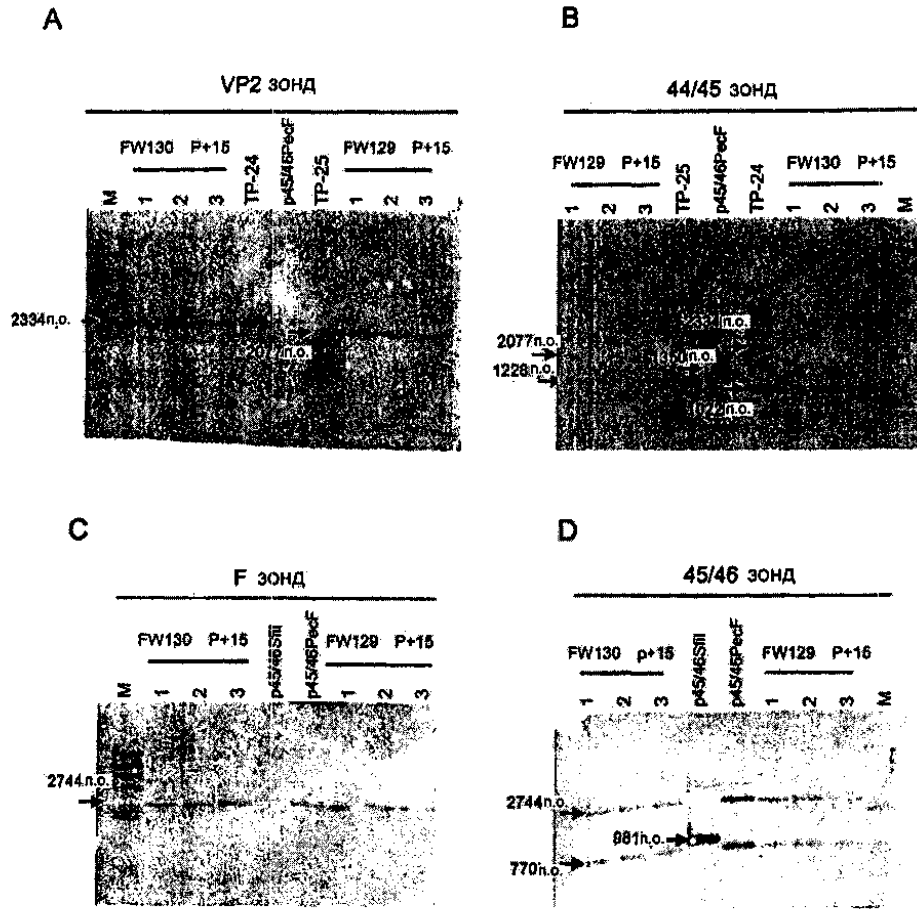 A
VP2 зонд
FW130 P+15
M 1 2 3 TP-24 p45/46PecF TP-25 FW129 P+15 1 2 3
2334п.о.
2077п.о.
B
44/45 зонд
FW129 P+15
1 2 3 TP-25 p45/46PecF TP-24 FW130 P+15 1 2 3 M
2334п.о.
2077п.о.
1350п.о.
1228п.о.
п.о.
C
F зонд
FW130 P+15
M 1 2 3 p45/46SfiI p45/46PecF FW129 P+15 1 2 3
2744п.о.
D
45/46 зонд
FW130 p+15
1 2 3 p45/46SfiI p45/46PecF FW129 P+15 1 2 3 M
2744п.о.
981п.о.
770п.о.